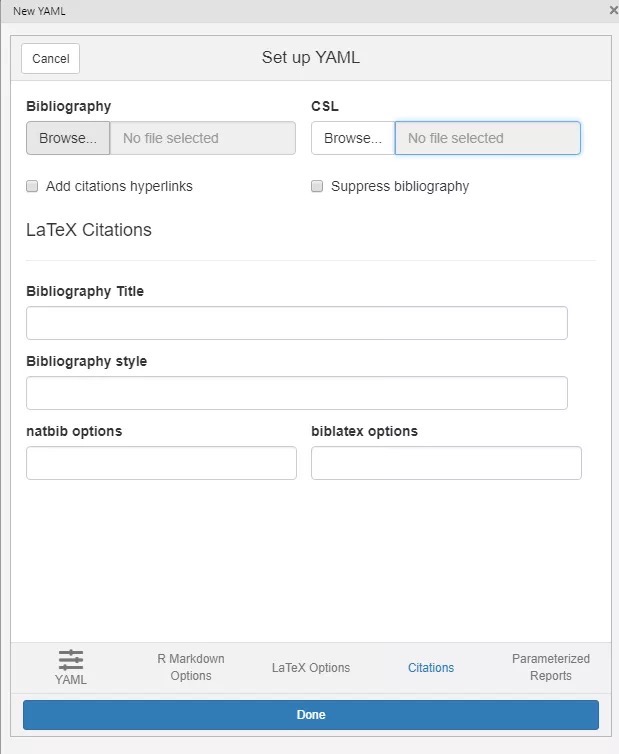 New YAML
Cancel
Set up YAML
Bibliography
CSL
Browse... No file selected
Browse... No file selected
Add citations hyperlinks
Suppress bibliography
LaTeX Citations
Bibliography Title
Bibliography style
natbib options
biblatex options
YAML
R Markdown
Options
LaTeX Options
Citations
Parameterized
Reports
Done